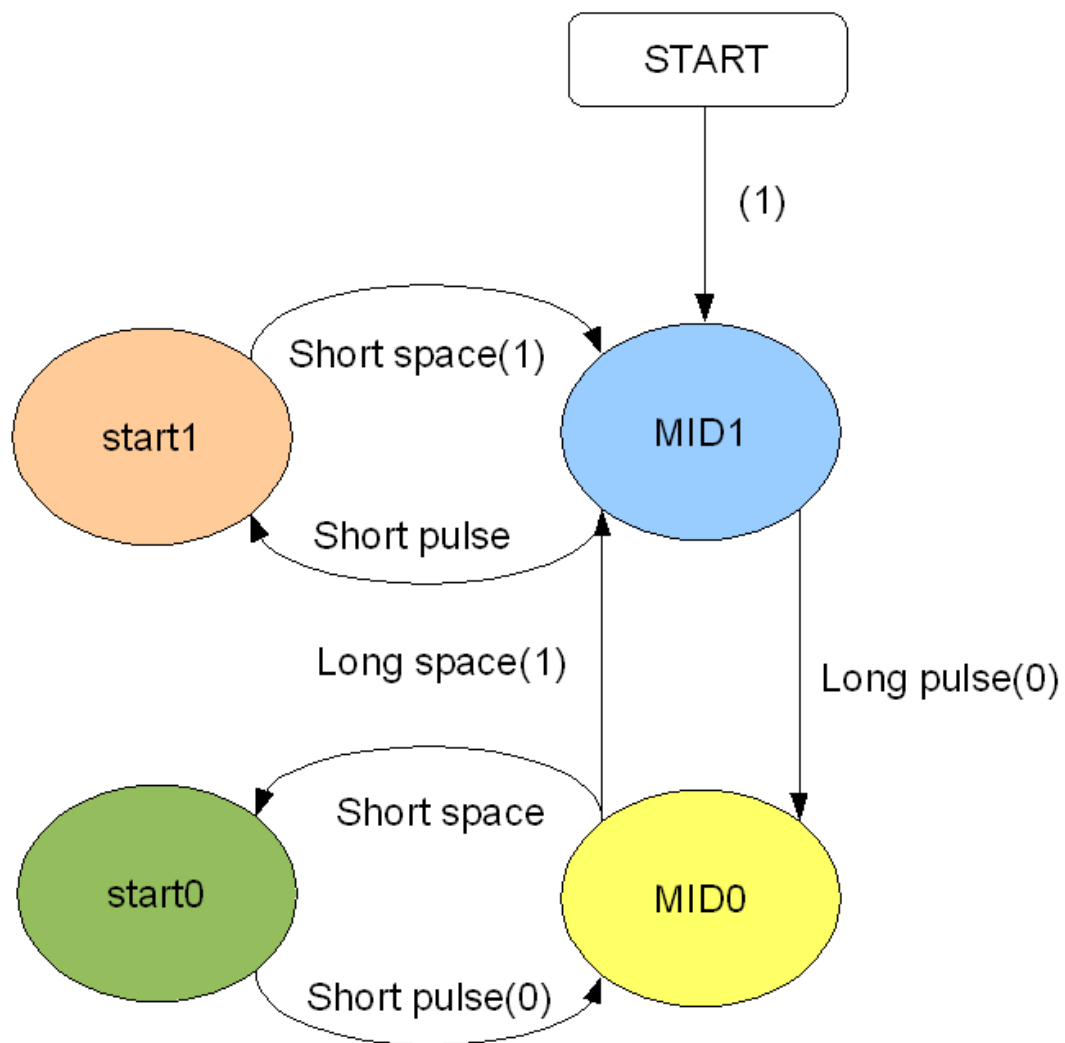 START
(1)
Short space(1)
start1
MID1
Short pulse
Long space(1)
Long pulse(0)
Short space
start0
MID0
Short pulse(0)